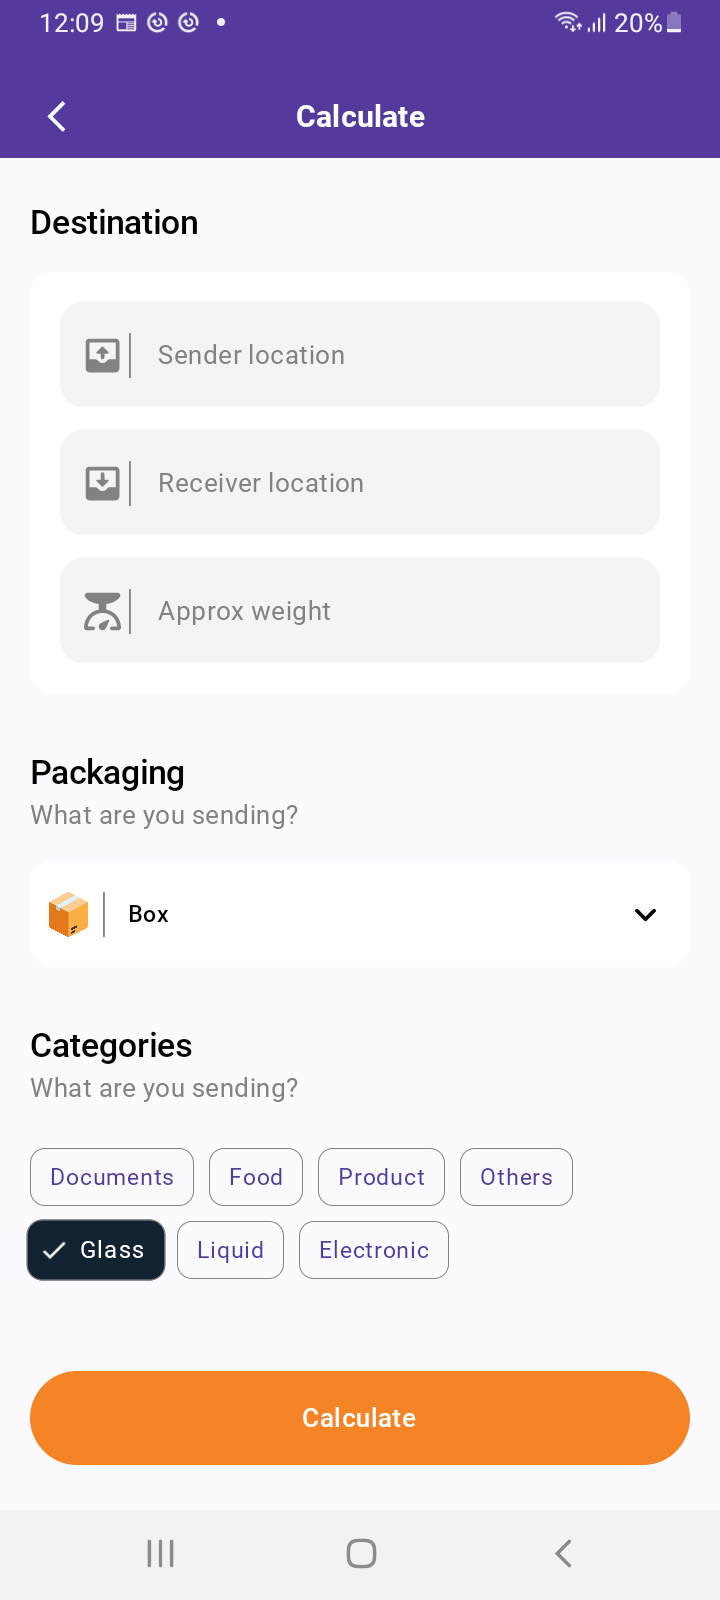 12:09 20%
Calculate
Destination
Sender location
Receiver location
Approx weight
Packaging
What are you sending?
Box
Categories
What are you sending?
Documents Food Product Others
Glass Liquid Electronic
Calculate